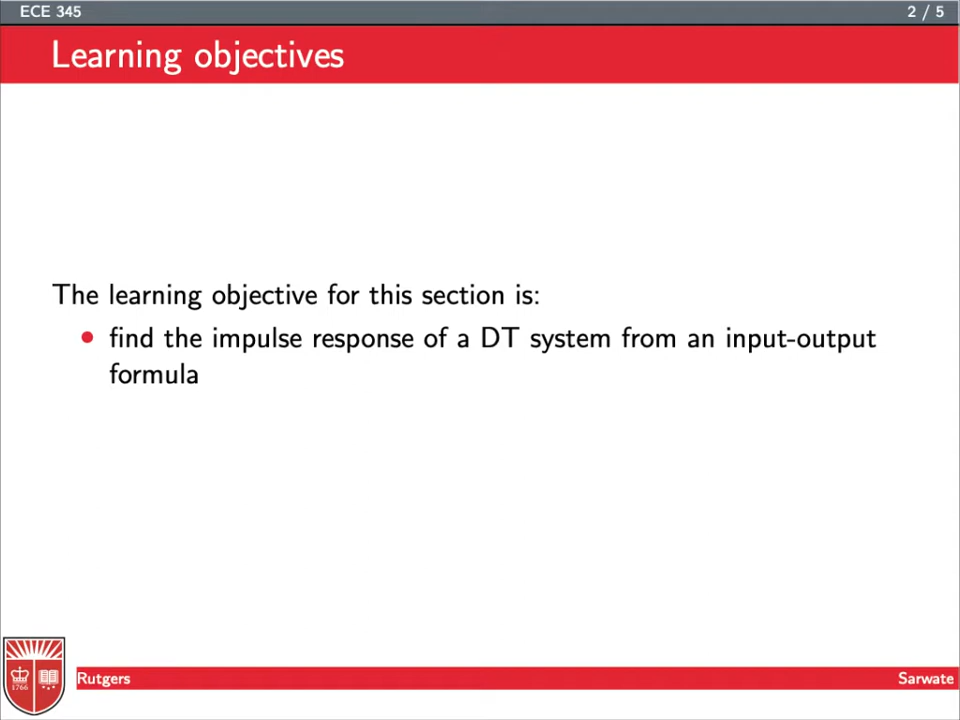 ECE 345
2 / 5
Learning objectives
The learning objective for this section is:
• find the impulse response of a DT system from an input-output
formula
1766
Rutgers
Sarwate